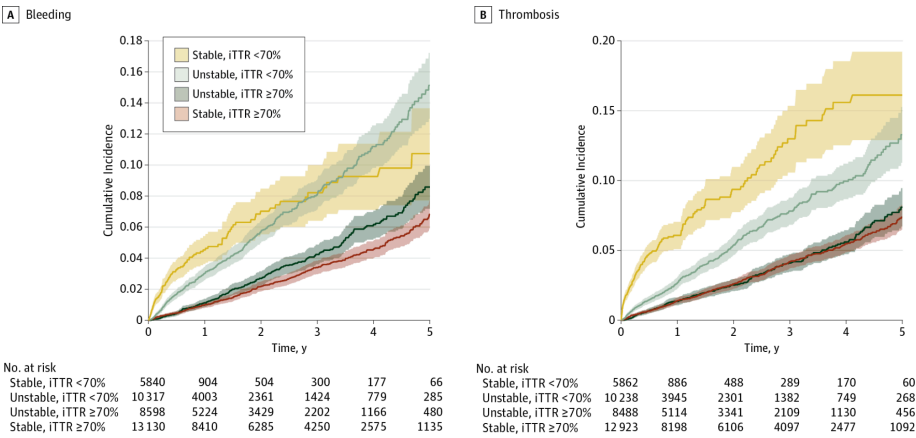 A Bleeding
0.18
0.16
0.14
0.12
0.10
0.08
0.06
0.04
0.02
0
Cumulative Incidence
Stable, iTTR <70%
Unstable, iTTR <70%
Unstable, iTTR ≥70%
Stable, iTTR ≥70%
0 1 2 3 4 5
Time, y
No. at risk
Stable, iTTR <70% 5840 904 504 300 177 66
Unstable, iTTR <70% 10 317 4003 2361 1424 779 285
Unstable, iTTR ≥70% 8598 5224 3429 2202 1166 480
Stable, iTTR ≥70% 13 130 8410 6285 4250 2575 1135
B Thrombosis
0.20
0.15
0.10
0.05
0
Cumulative Incidence
0 1 2 3 4 5
Time, y
No. at risk
Stable, iTTR <70% 5862 886 488 289 170 60
Unstable, iTTR <70% 10 238 3945 2301 1382 749 268
Unstable, iTTR ≥70% 8488 5114 3341 2109 1130 456
Stable, iTTR ≥70% 12 923 8198 6106 4097 2477 1092